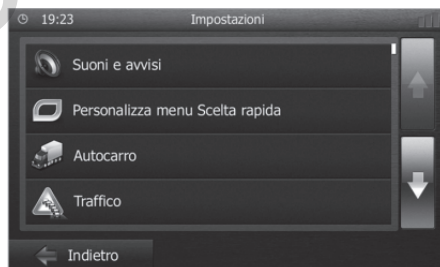 19:23 Impostazioni
Suoni e avvisi
Personalizza menu Scelta rapida
Autocarro
Traffico
Indietro